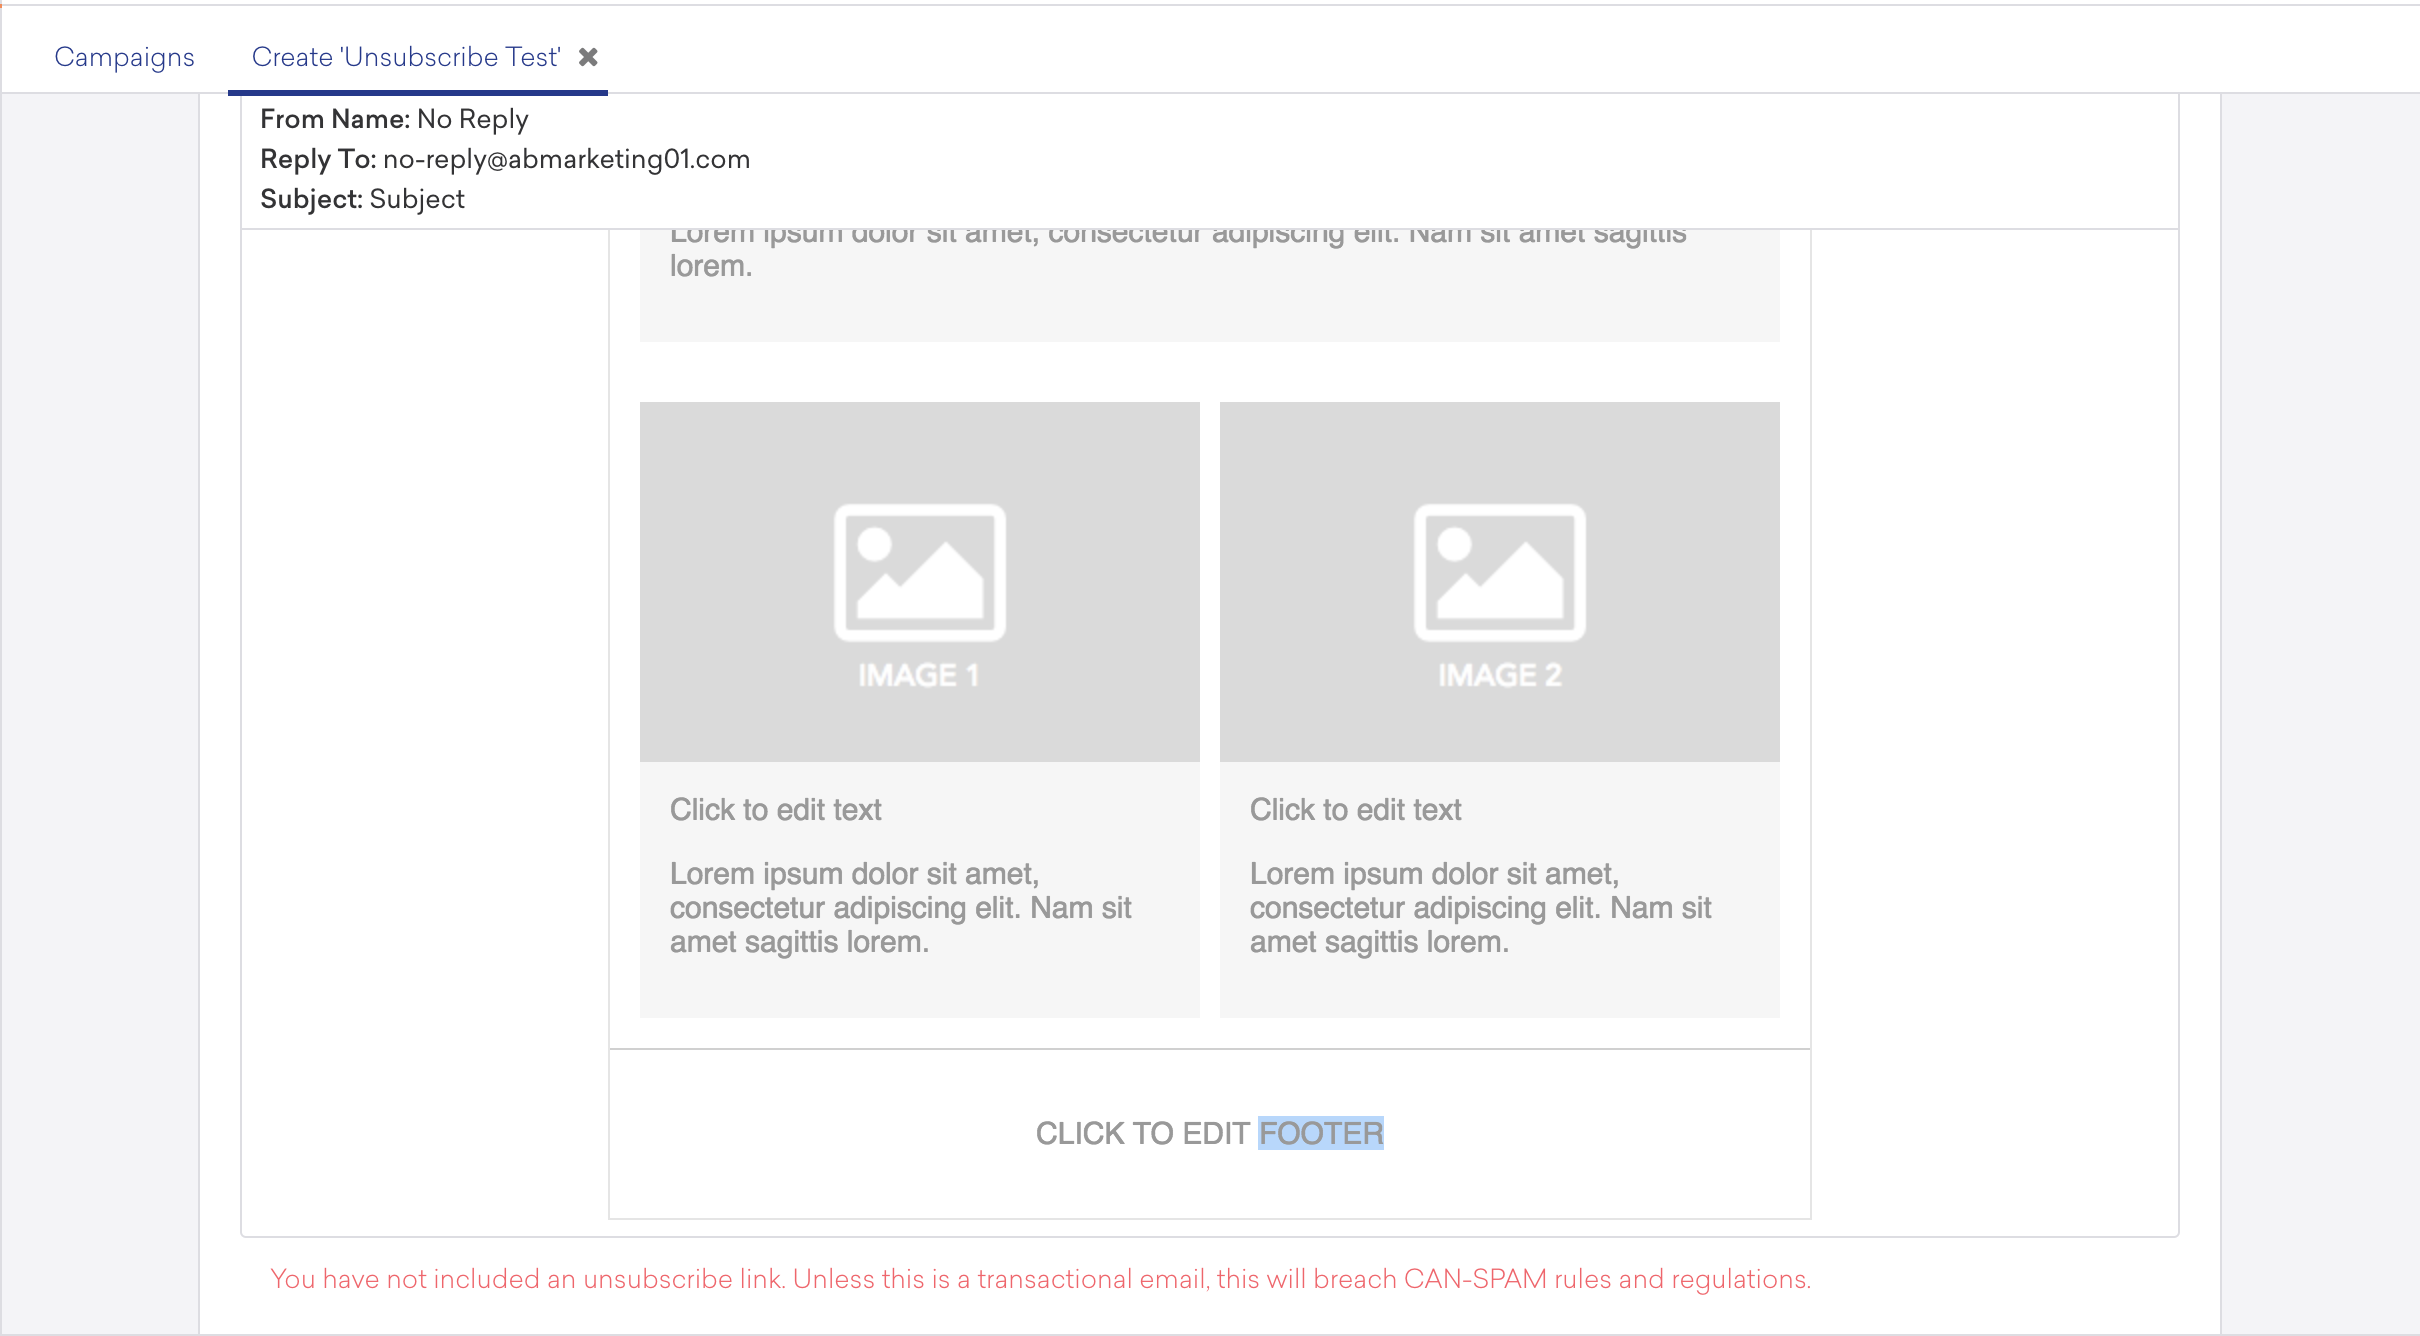 Campaigns
Create 'Unsubscribe Test' ✖
From Name: No Reply
Reply To: no-reply@abmarketing01.com
Subject: Subject
Lorem ipsum dolor sit amet, consectetur adipiscing elit. Nam sit amet sagittis
lorem.
IMAGE 1
IMAGE 2
Click to edit text
Lorem ipsum dolor sit amet,
consectetur adipiscing elit. Nam sit
amet sagittis lorem.
Click to edit text
Lorem ipsum dolor sit amet,
consectetur adipiscing elit. Nam sit
amet sagittis lorem.
CLICK TO EDIT FOOTER
You have not included an unsubscribe link. Unless this is a transactional email, this will breach CAN-SPAM rules and regulations.